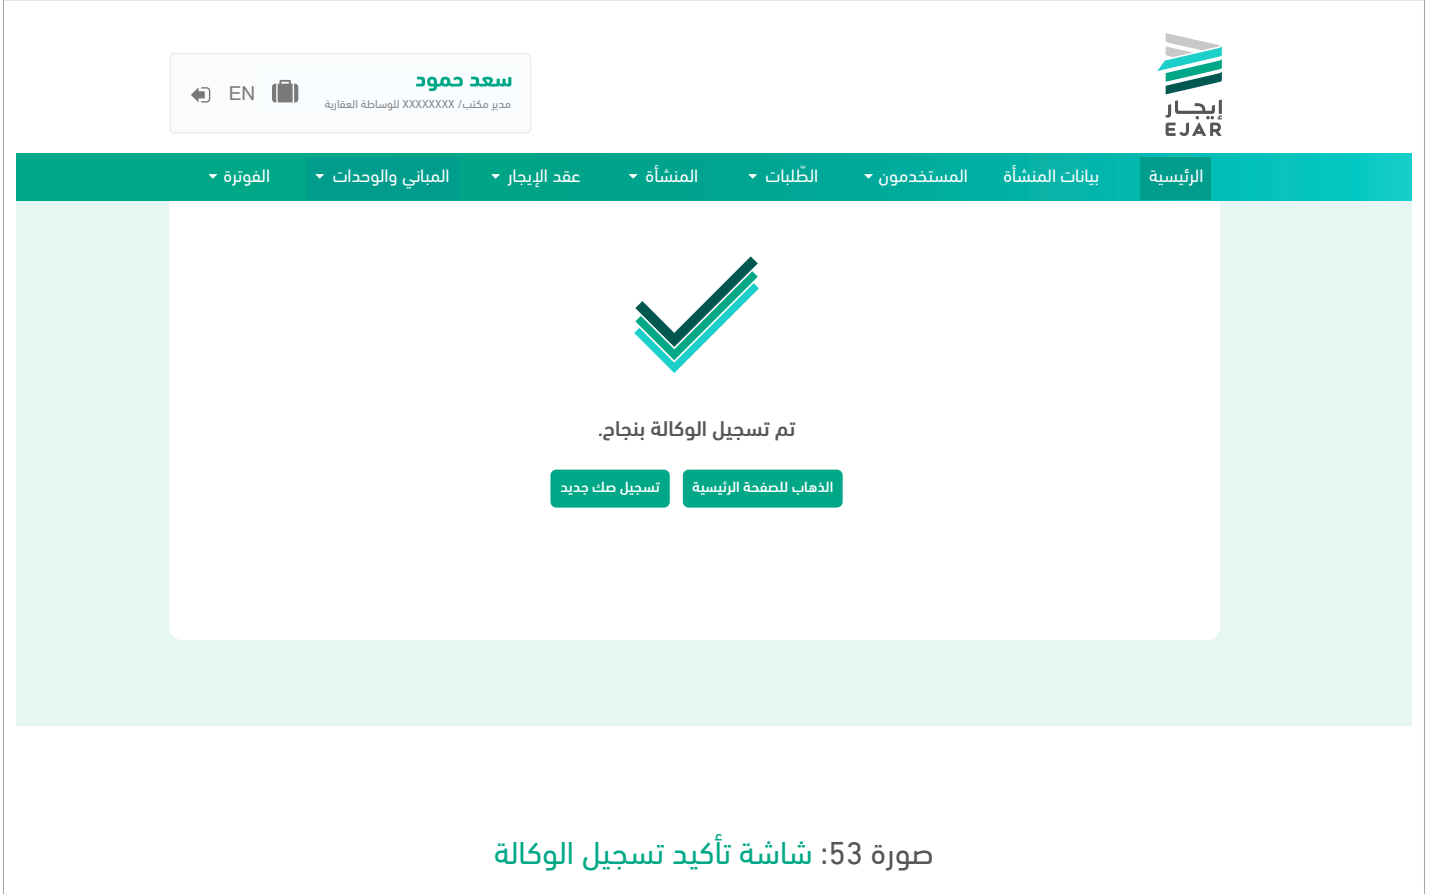 إيجار
EJAR
سعد حمود
مدير مكتب/ XXXXXXXX للوساطة العقارية
EN
الرئيسية
بيانات المنشأة
المستخدمون
الطّلبات
المنشأة
عقد الإيجار
المباني والوحدات
الفوترة
تم تسجيل الوكالة بنجاح.
الذهاب للصفحة الرئيسية
تسجيل صك جديد
صورة 53: شاشة تأكيد تسجيل الوكالة